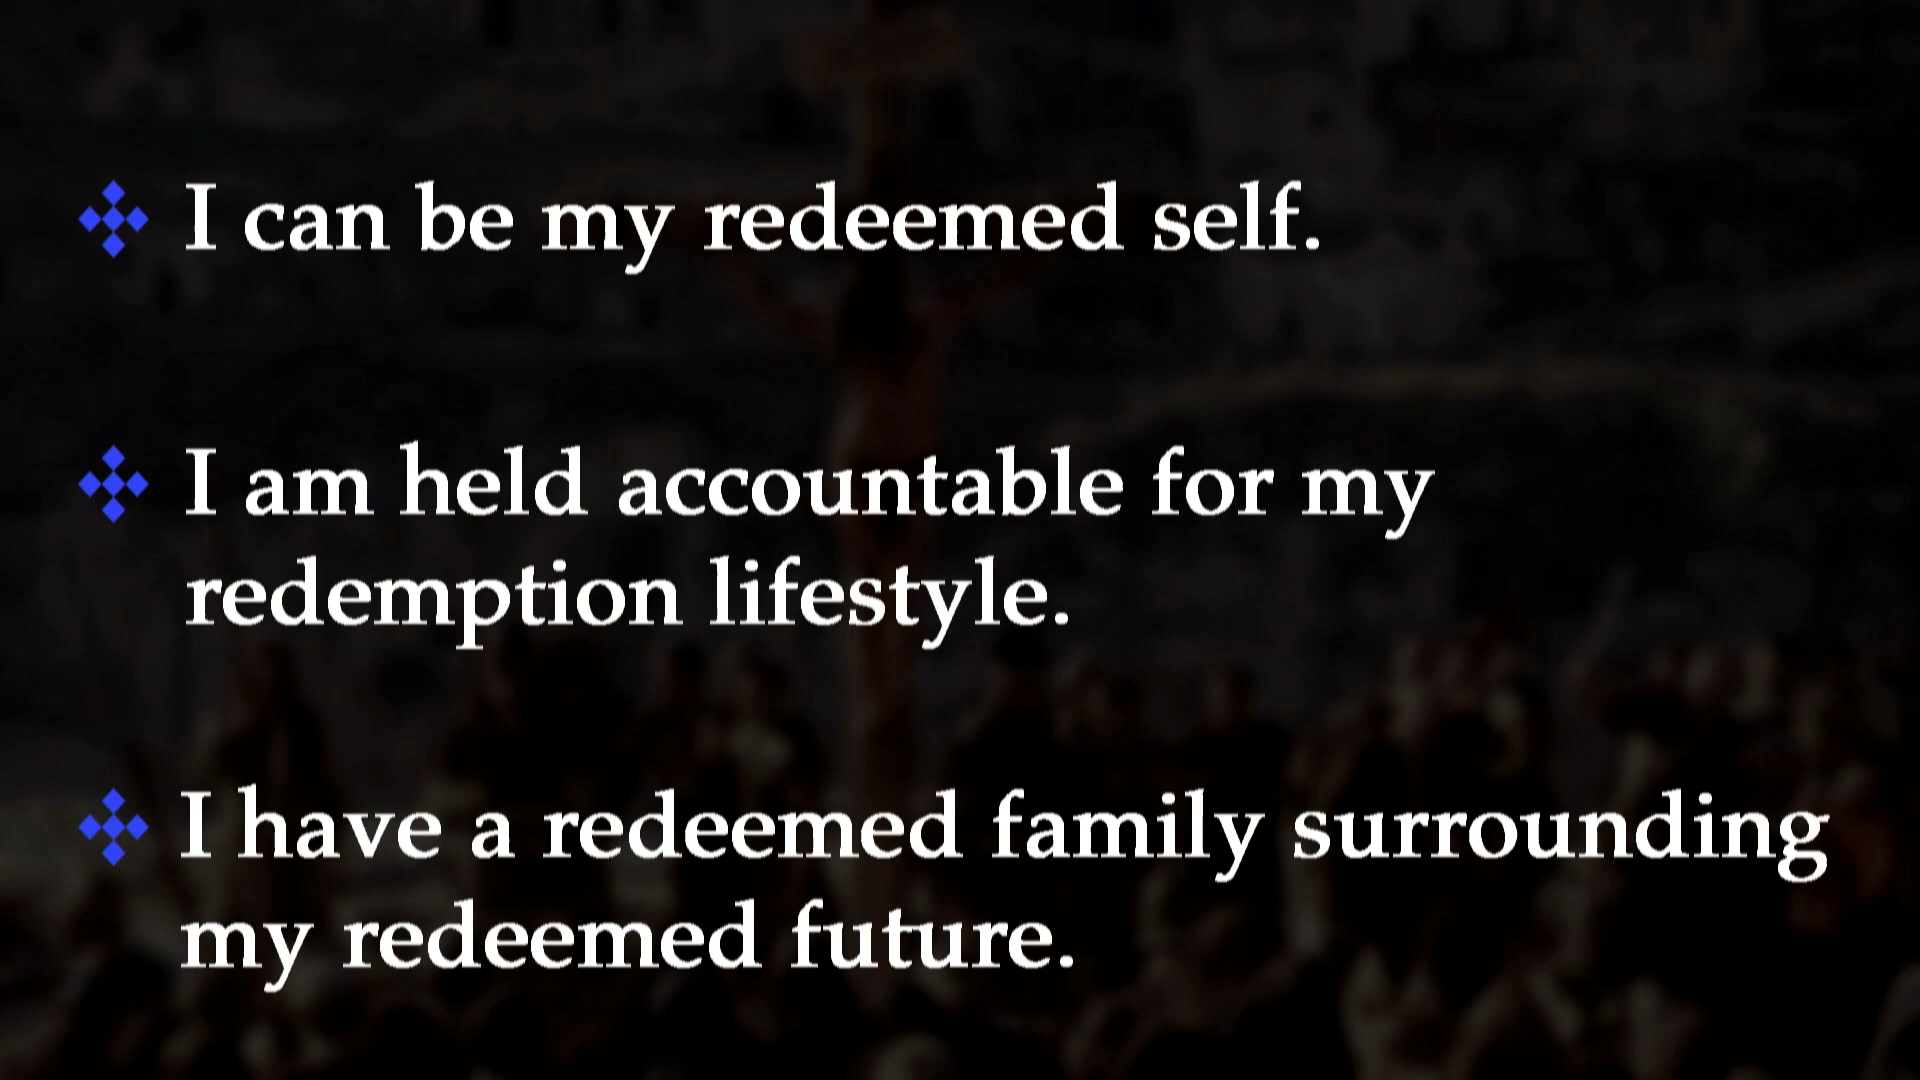 I can be my redeemed self.
I am held accountable for my
redemption lifestyle.
I have a redeemed family surrounding
my redeemed future.